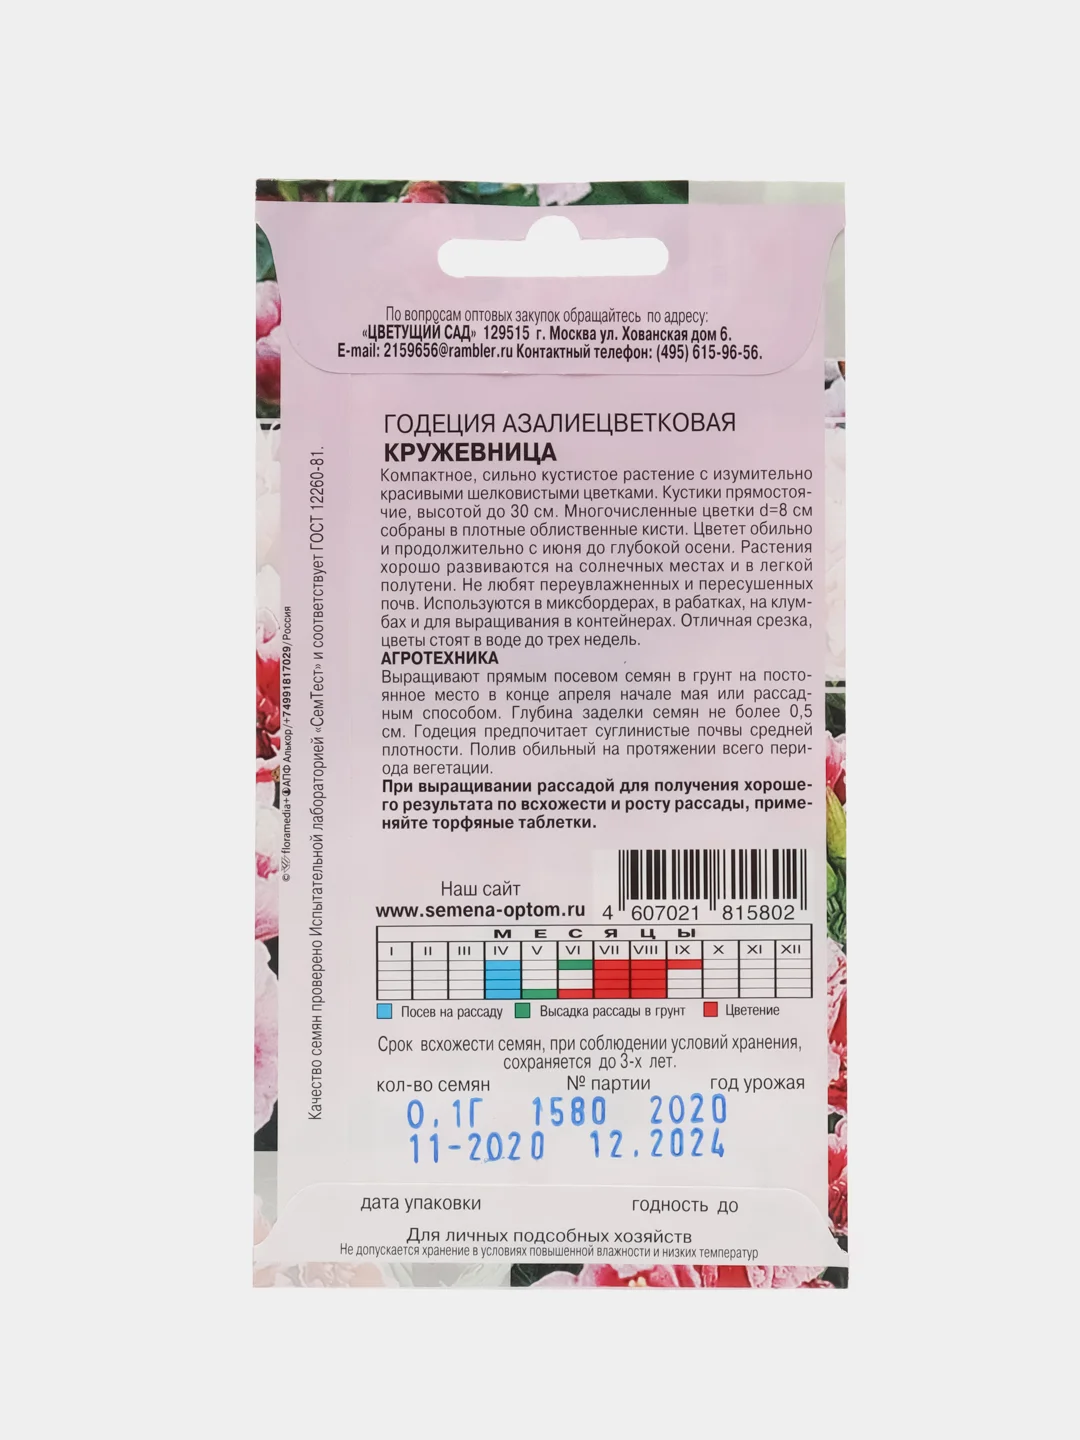 По вопросам оптовых закупок обращайтесь по адресу:
«ЦВЕТУЩИЙ САД» 129515 г. Москва ул. Хованская дом 6.
E-mail: 2159656@rambler.ru Контактный телефон: (495) 615-96-56.
ГОДЕЦИЯ АЗАЛИЕЦВЕТКОВАЯ
КРУЖЕВНИЦА
Компактное, сильно кустистое растение с изумительно
красивыми шелковистыми цветками. Кустики прямостоя-
чие, высотой до 30 см. Многочисленные цветки d=8 см
собраны в плотные облиственные кисти. Цветет обильно
и продолжительно с июня до глубокой осени. Растения
хорошо развиваются на солнечных местах и в легкой
полутени. Не любят переувлажненных и пересушенных
почв. Используются в миксбордерах, в рабатках, на клум-
бах и для выращивания в контейнерах. Отличная срезка,
цветы стоят в воде до трех недель.
АГРОТЕХНИКА
Выращивают прямым посевом семян в грунт на посто-
янное место в конце апреля начале мая или рассад-
ным способом. Глубина заделки семян не более 0,5
см. Годеция предпочитает суглинистые почвы средней
плотности. Полив обильный на протяжении всего пери-
ода вегетации.
При выращивании рассадой для получения хороше-
го результата по всхожести и росту рассады, приме-
няйте торфяные таблетки.
Наш сайт
www.semena-optom.ru
4 607021 815802
МЕСЯЦЫ
I II III IV V VI VII VIII IX X XI XII
Посев на рассаду Высадка рассады в грунт Цветение
Срок всхожести семян, при соблюдении условий хранения,
сохраняется до 3-х лет.
кол-во семян № партии год урожая
0,1Г 1580 2020
11-2020 12.2024
дата упаковки годность до
Для личных подсобных хозяйств
Не допускается хранение в условиях повышенной влажности и низких температур
Качество семян проверено Испытательной лабораторией «СемТест» и соответствует ГОСТ 12260-81.
© floramedia+ АПФ Алькор/+74991817029/Россия